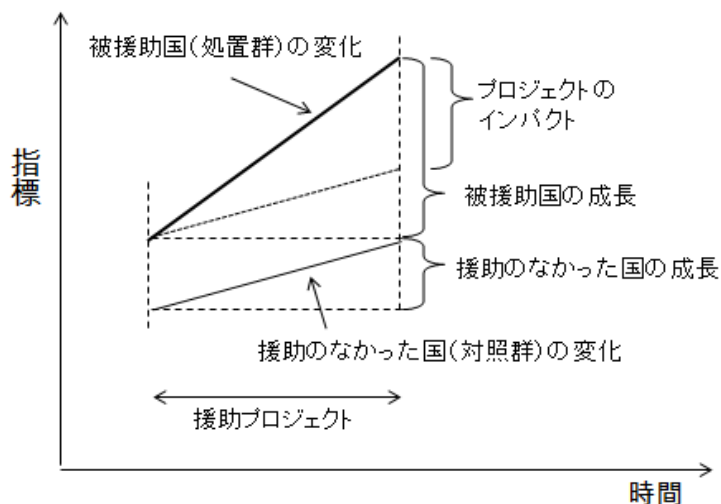 被援助国(処置群)の変化
プロジェクトの
インパクト
指標
被援助国の成長
援助のなかった国の成長
援助のなかった国(対照群)の変化
援助プロジェクト
時間